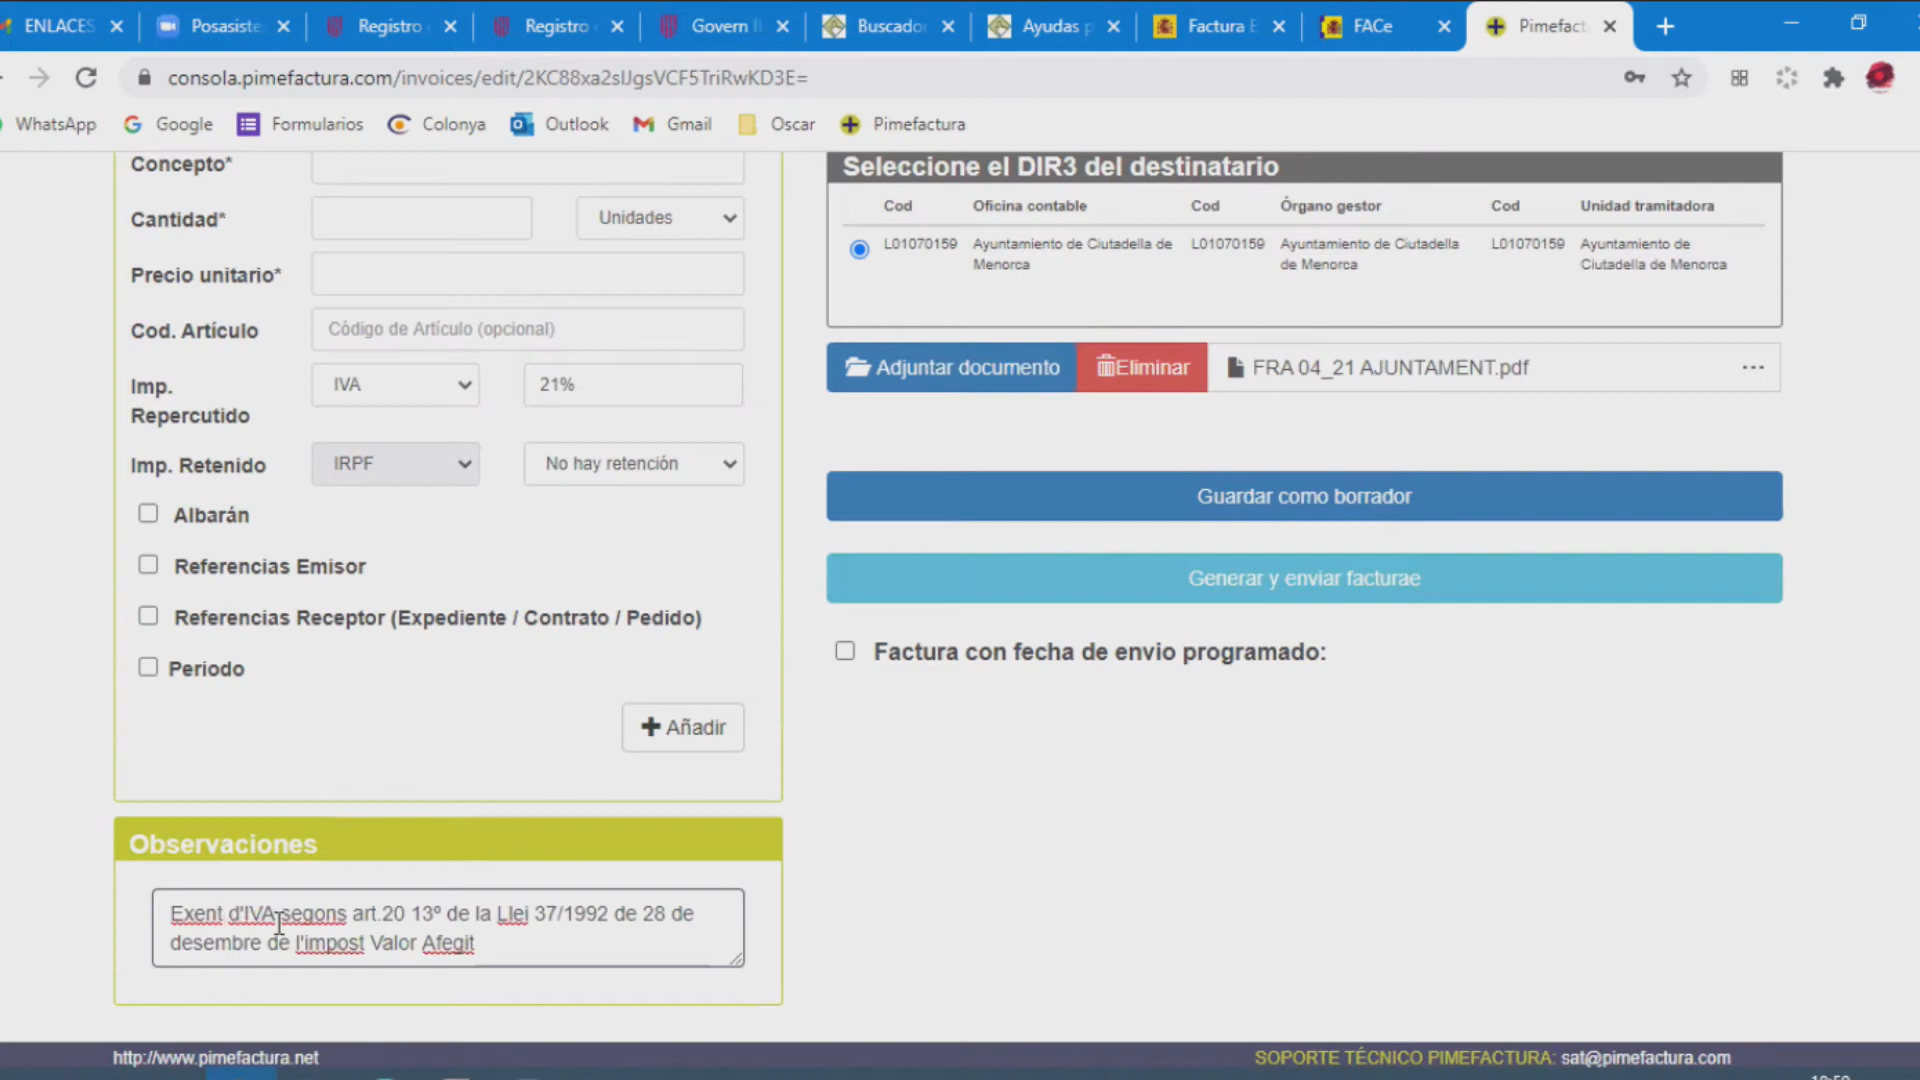 ENLACES
Posasiste
Registro
Registro
Govern Il
Buscado
Ayudas p
Factura E
FACe
Pimefact
consola.pimefactura.com/invoices/edit/2KC88xa2slJgsVCF5TriRwKD3E=
WhatsApp
Google
Formularios
Colonya
Outlook
Gmail
Oscar
Pimefactura
Concepto*
Cantidad*
Unidades
Precio unitario*
Cod. Artículo
Código de Artículo (opcional)
Imp.
Repercutido
IVA
21%
Imp. Retenido
IRPF
No hay retención
Albarán
Referencias Emisor
Referencias Receptor (Expediente / Contrato / Pedido)
Periodo
Añadir
Observaciones
Exent d'IVA segons art.20 13º de la Llei 37/1992 de 28 de
desembre de l'impost Valor Afegit
Seleccione el DIR3 del destinatario
Cod Oficina contable Cod Órgano gestor Cod Unidad tramitadora
L01070159 Ayuntamiento de Ciutadella de L01070159 Ayuntamiento de Ciutadella L01070159 Ayuntamiento de
Menorca de Menorca Ciutadella de Menorca
Adjuntar documento
Eliminar
FRA 04_21 AJUNTAMENT.pdf
...
Guardar como borrador
Generar y enviar facturae
Factura con fecha de envio programado:
http://www.pimefactura.net
SOPORTE TÉCNICO PIMEFACTURA: sat@pimefactura.com